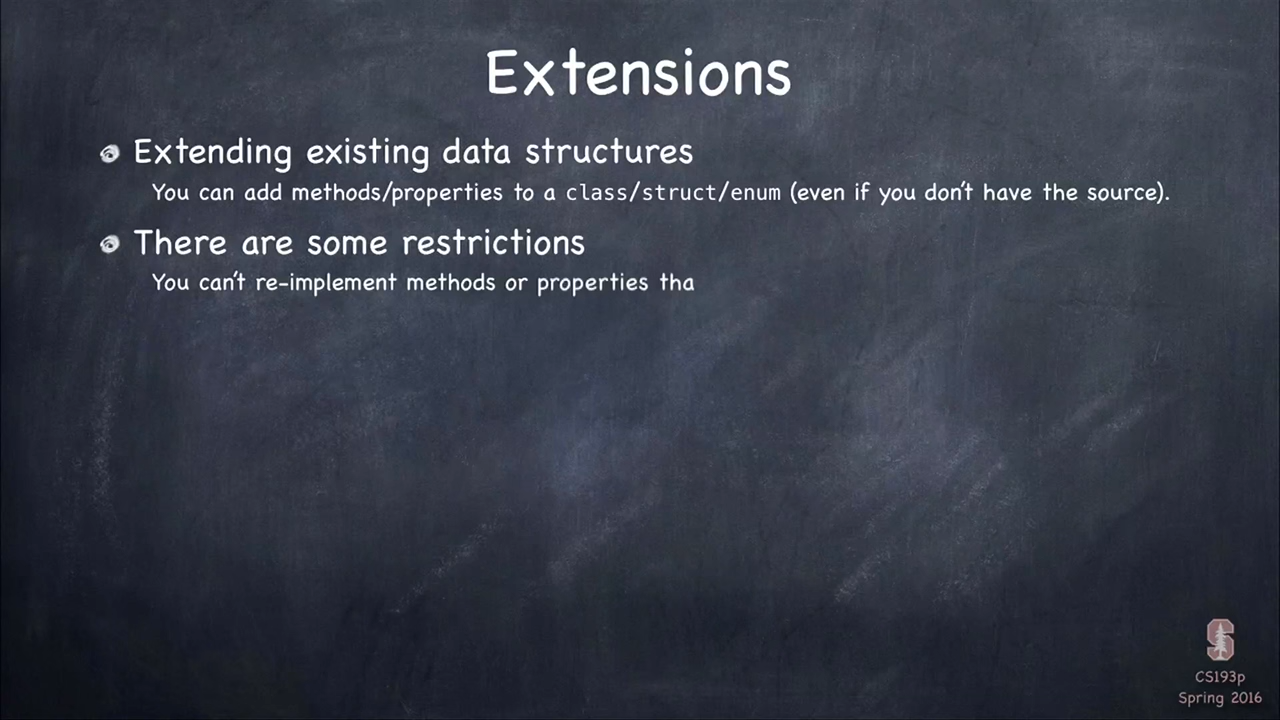 Extensions
Extending existing data structures
You can add methods/properties to a class/struct/enum (even if you don't have the source).
There are some restrictions
You can't re-implement methods or properties tha
S
CS193p
Spring 2016